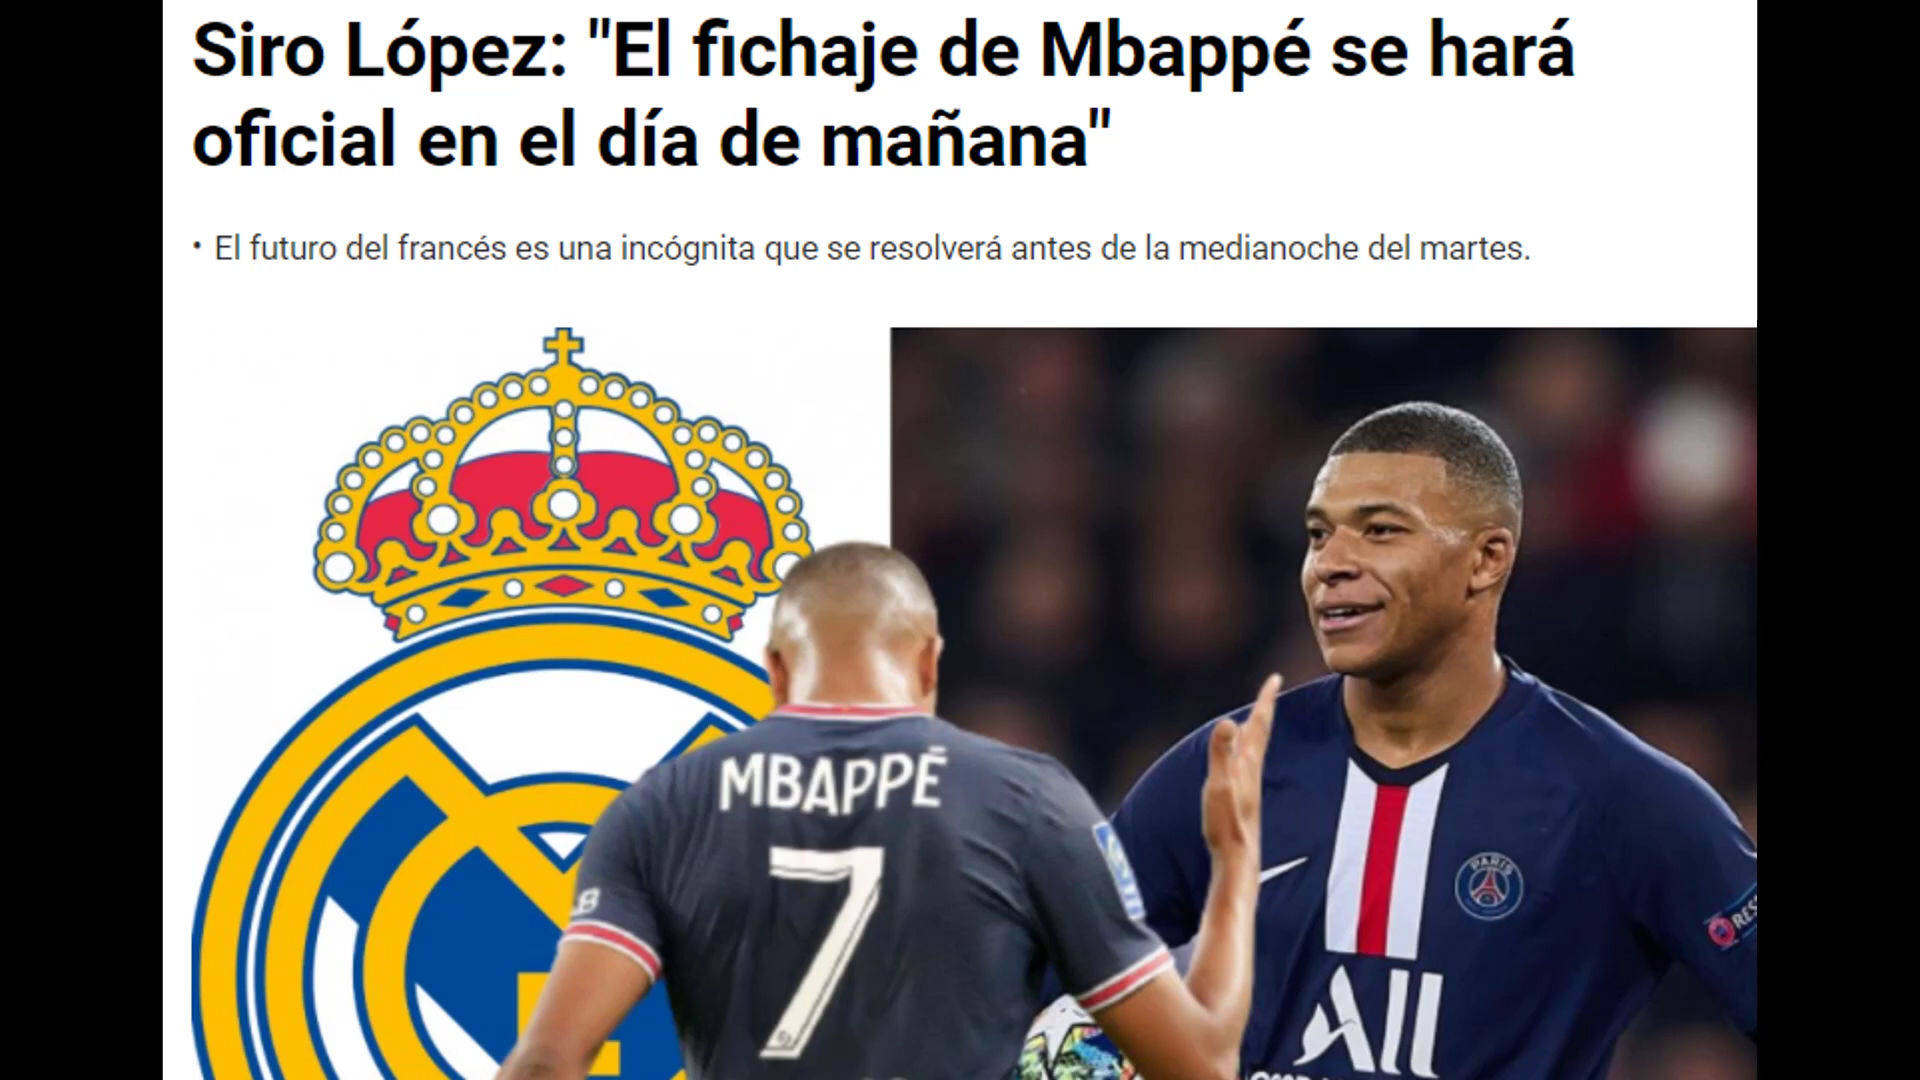 Siro López: "El fichaje de Mbappé se hará
oficial en el día de mañana"
• El futuro del francés es una incógnita que se resolverá antes de la medianoche del martes.
MBAPPÉ
7
PARIS
ALL